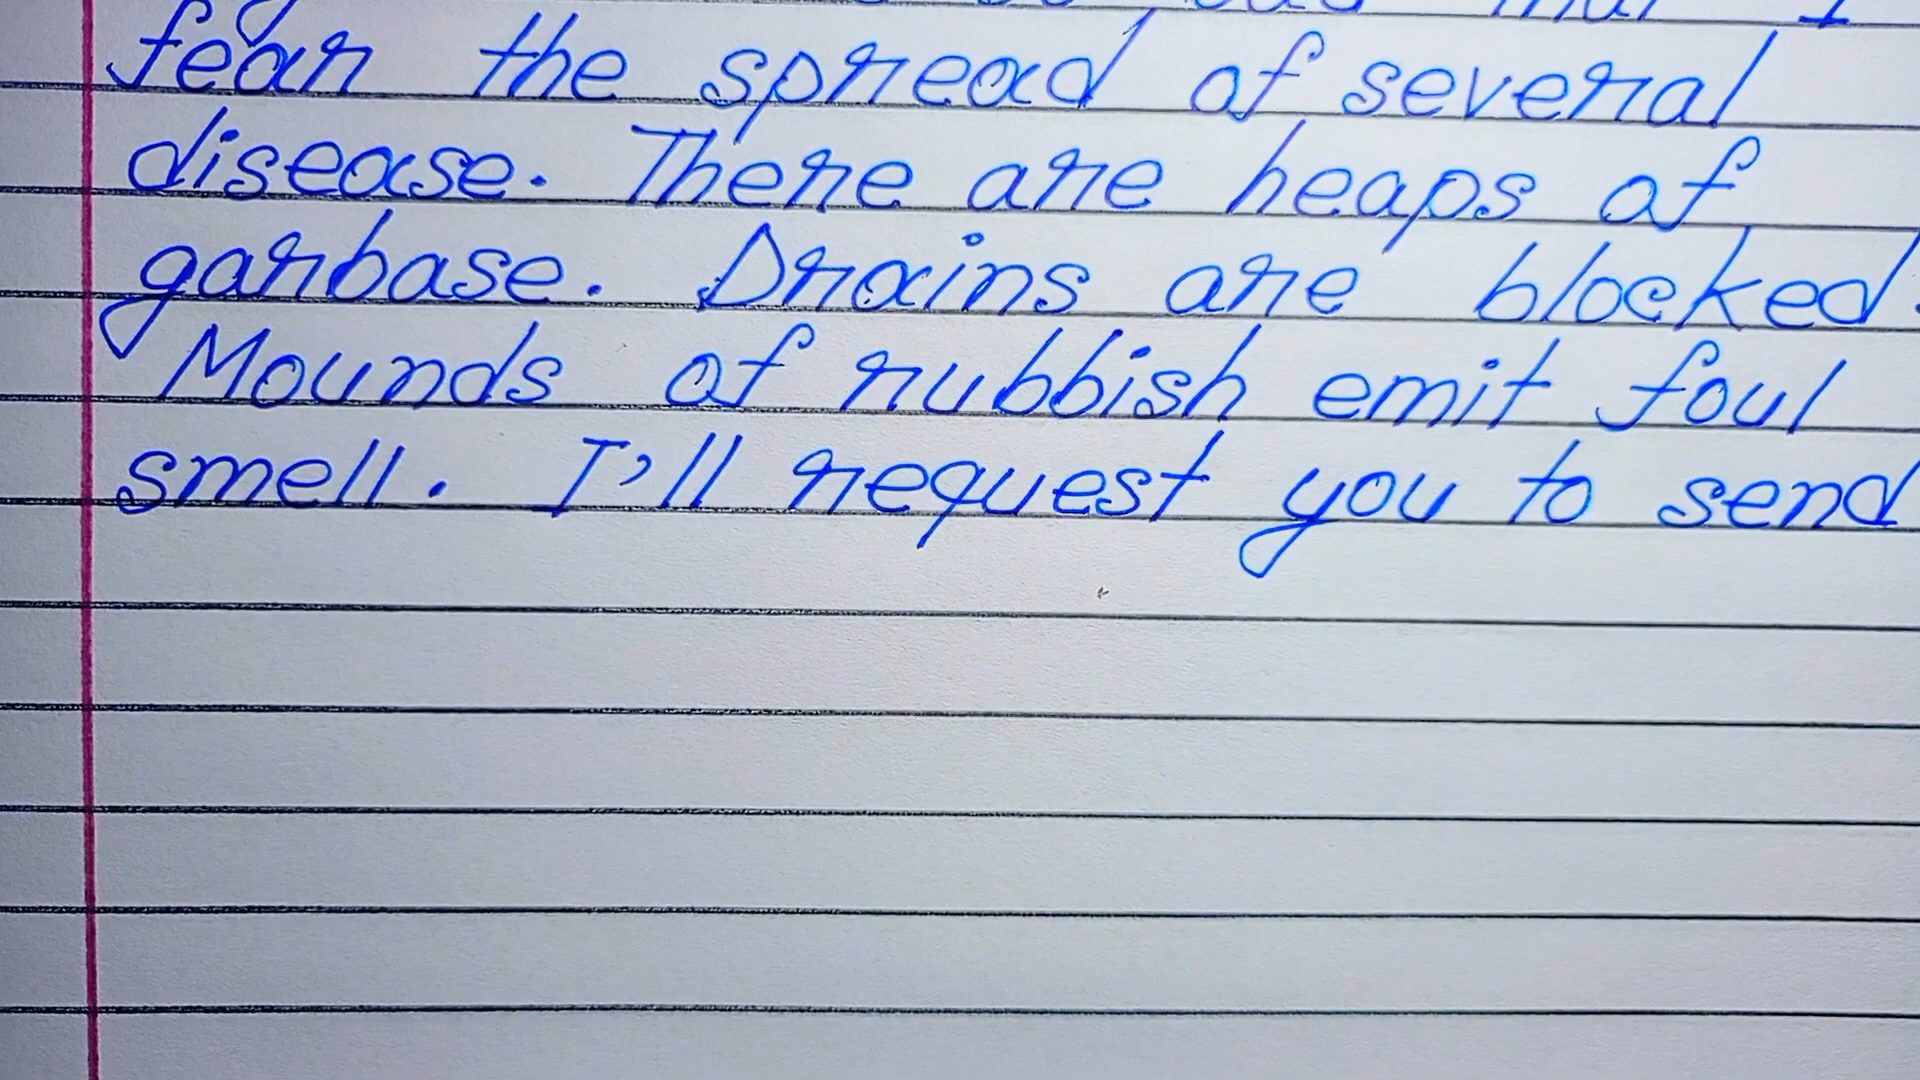 fear the spread of several
disease. There are heaps of
garbase. Drains are blocked.
Mounds of rubbish emit foul
smell. I'll request you to send